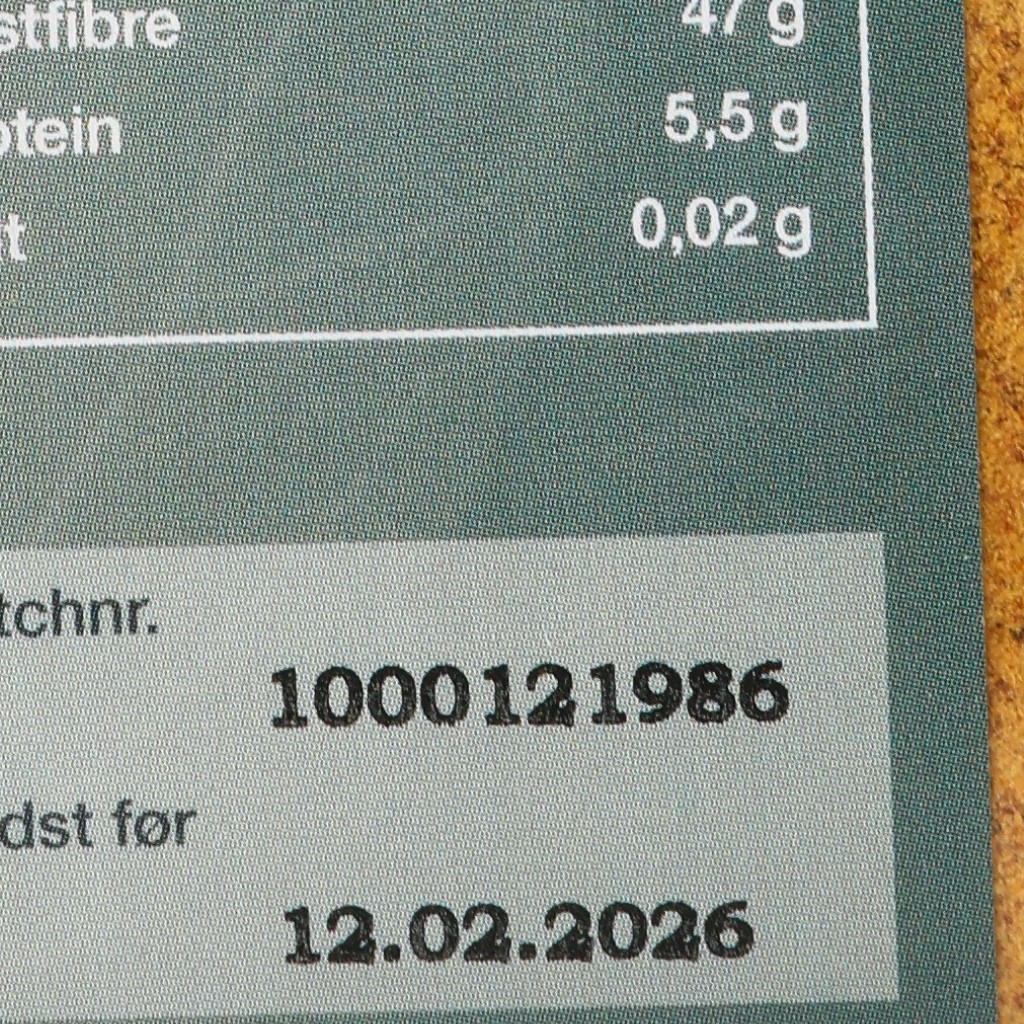 stfibre 47 g
otein 5,5 g
t 0,02 g
tchnr.
1000121986
dst før
12.02.2026